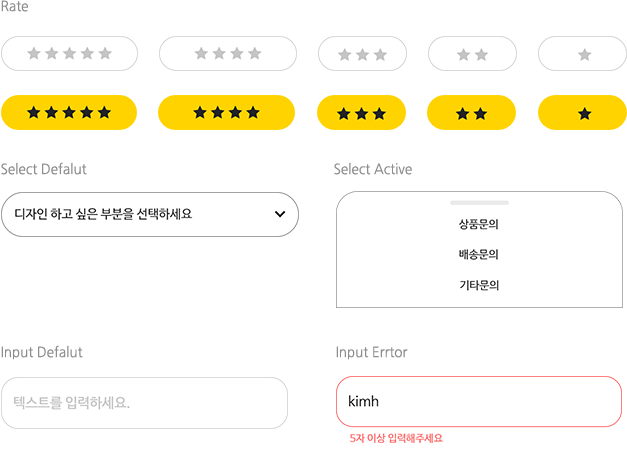 Rate
Select Defalut
Select Active
디자인 하고 싶은 부분을 선택하세요
상품문의
배송문의
기타문의
Input Defalut
Input Errtor
텍스트를 입력하세요.
kimh
5자 이상 입력해주세요